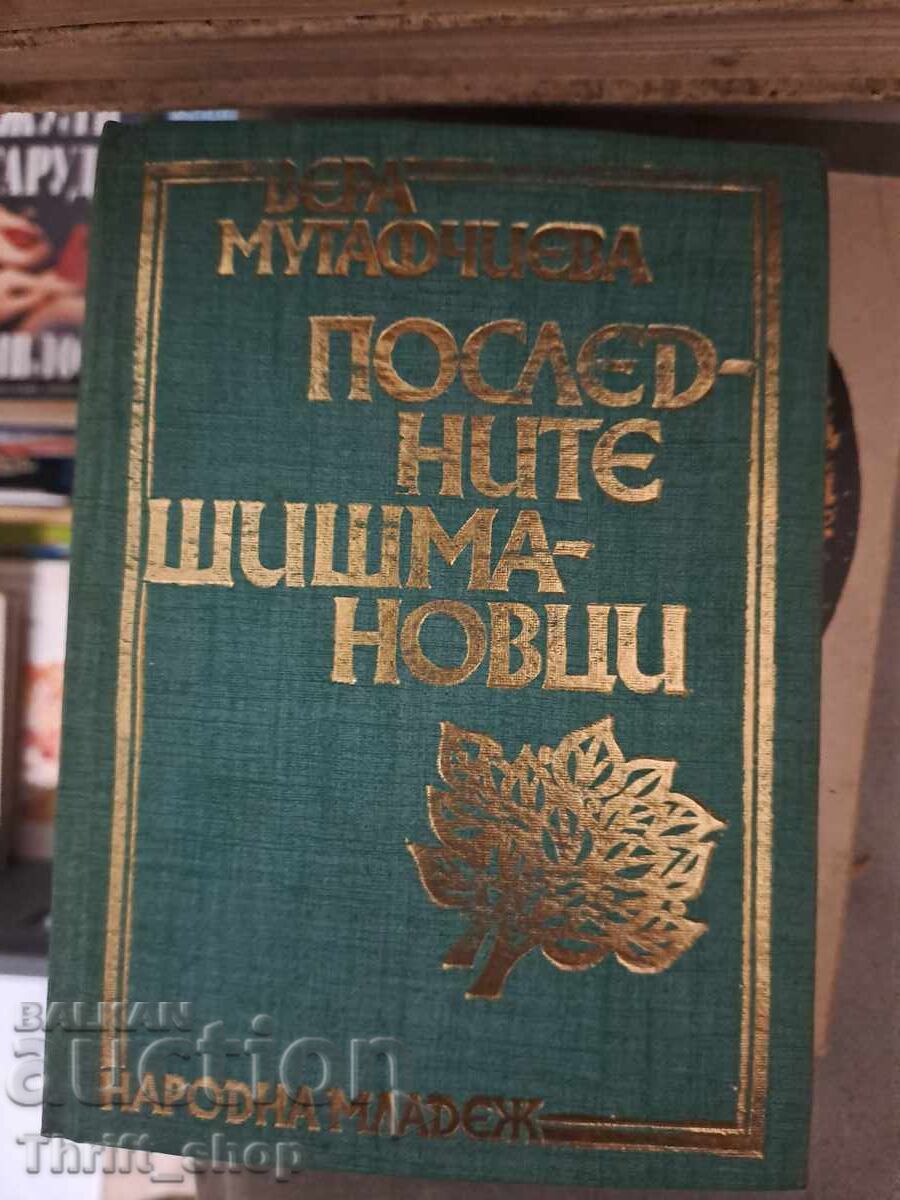 ВЕРА
МУТАФЧИЕВА
ПОСЛЕД-
НИТЕ
ШИШМА-
НОВЦИ
НАРОДНА МЛАДЕЖ
BALKAN
auction
Thrift_shop